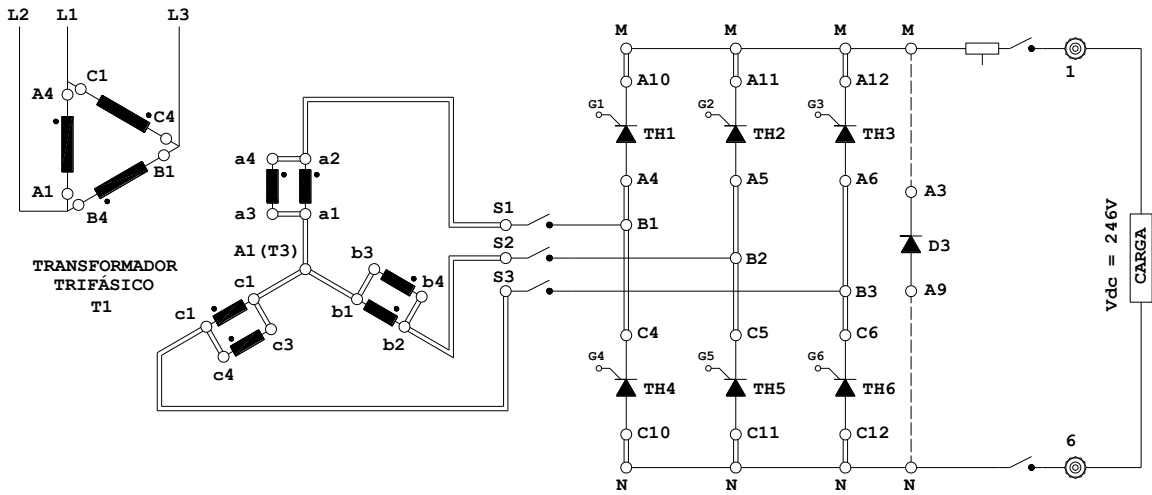 L2 L1 L3
M M M M
C1
A4
C4
A10 A11 A12
1
G1 G2 G3
TH1 TH2 TH3
a4 a2
B1
A1
A4 A5 A6
A3
B4
a3 a1
S1
B1
A1(T3)
S2
D3
b3
B2
TRANSFORMADOR
TRIFÁSICO
T1
S3
c1
b4
B3
A9
Vdc = 246V
CARGA
c1
b1
b2
c3
c4
C4 C5 C6
G4 G5 G6
TH4 TH5 TH6
C10 C11 C12
6
N N N N